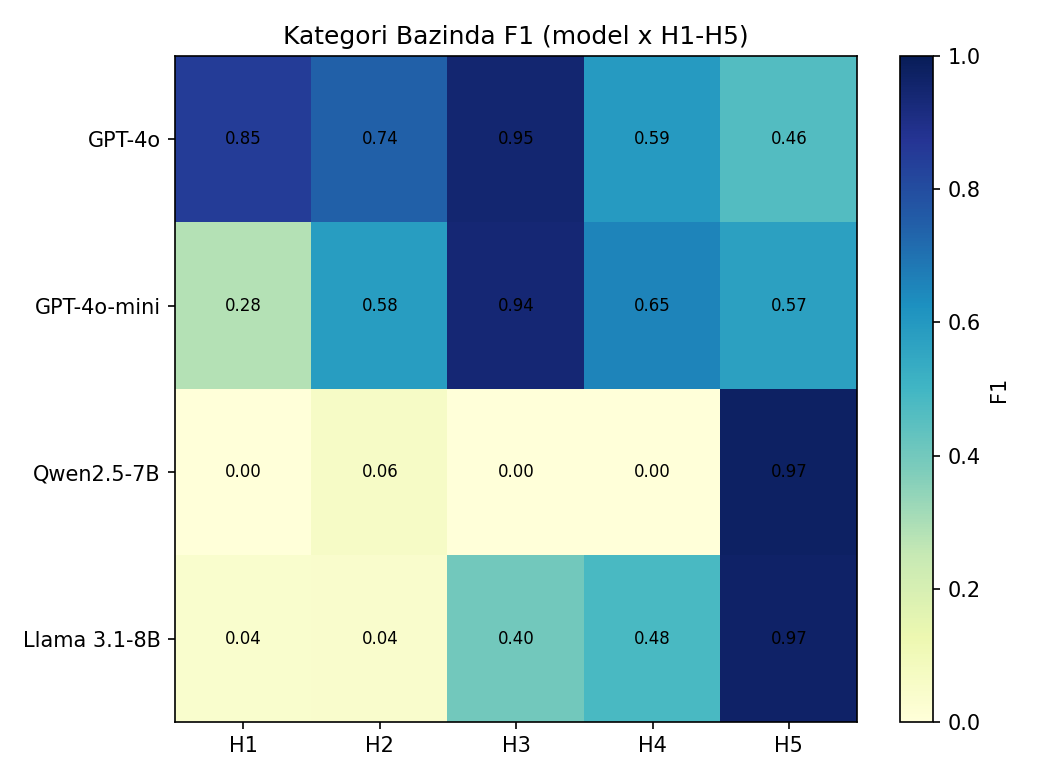 Kategori Bazinda F1 (model x H1-H5)
GPT-4o 0.85 0.74 0.95 0.59 0.46
GPT-4o-mini 0.28 0.58 0.94 0.65 0.57
Qwen2.5-7B 0.00 0.06 0.00 0.00 0.97
Llama 3.1-8B 0.04 0.04 0.40 0.48 0.97
H1 H2 H3 H4 H5
1.0
0.8
0.6
0.4
0.2
0.0
F1